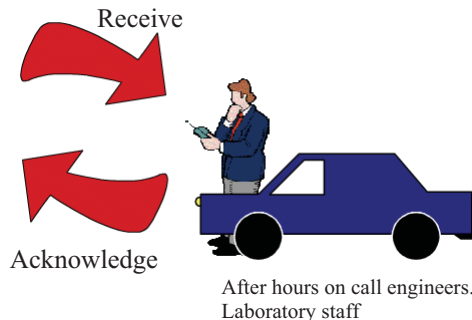 Receive
Acknowledge
After hours on call engineers.
Laboratory staff